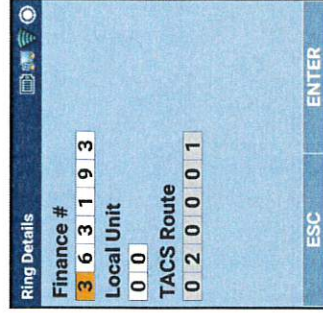 Ring Details
Finance #
3 6 3 1 9 3
Local Unit
0 0
TACS Route
0 2 0 0 0 1
ESC ENTER